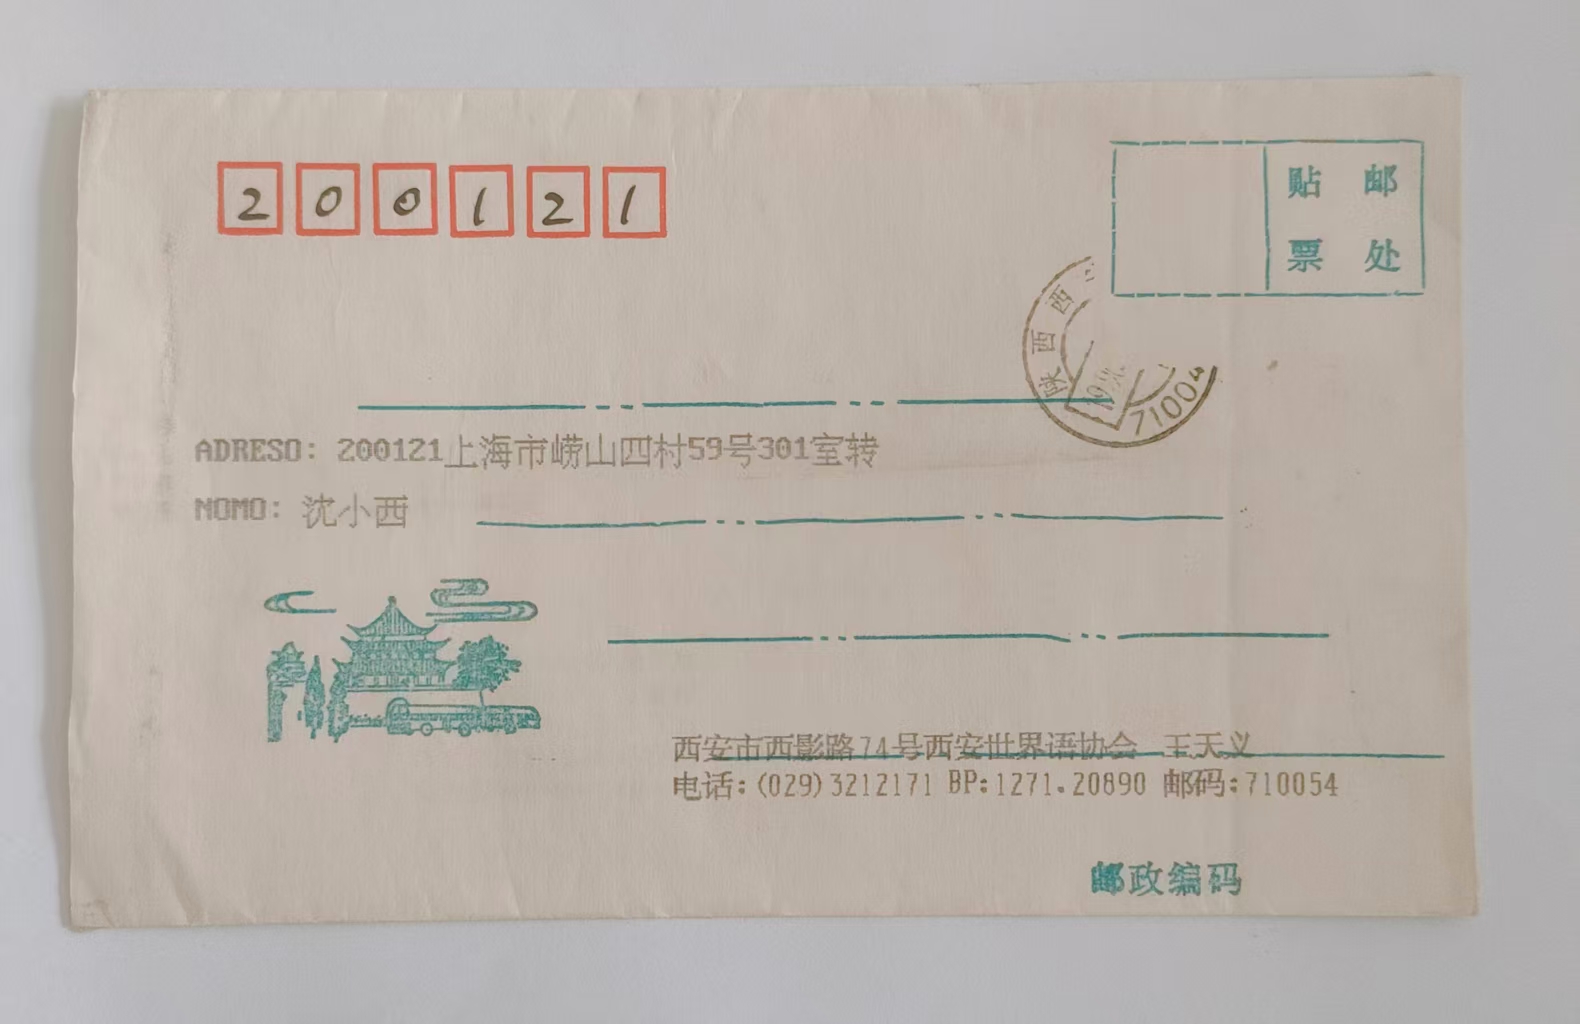 200121
贴邮
票处
陕西西
7100
ADRESO: 200121上海市崂山四村59号301室转
NOMO: 沈小西
西安市西影路74号西安世界语协会 王天义
电话:(029)3212171 BP:1271.20890 邮码:710054
邮政编码